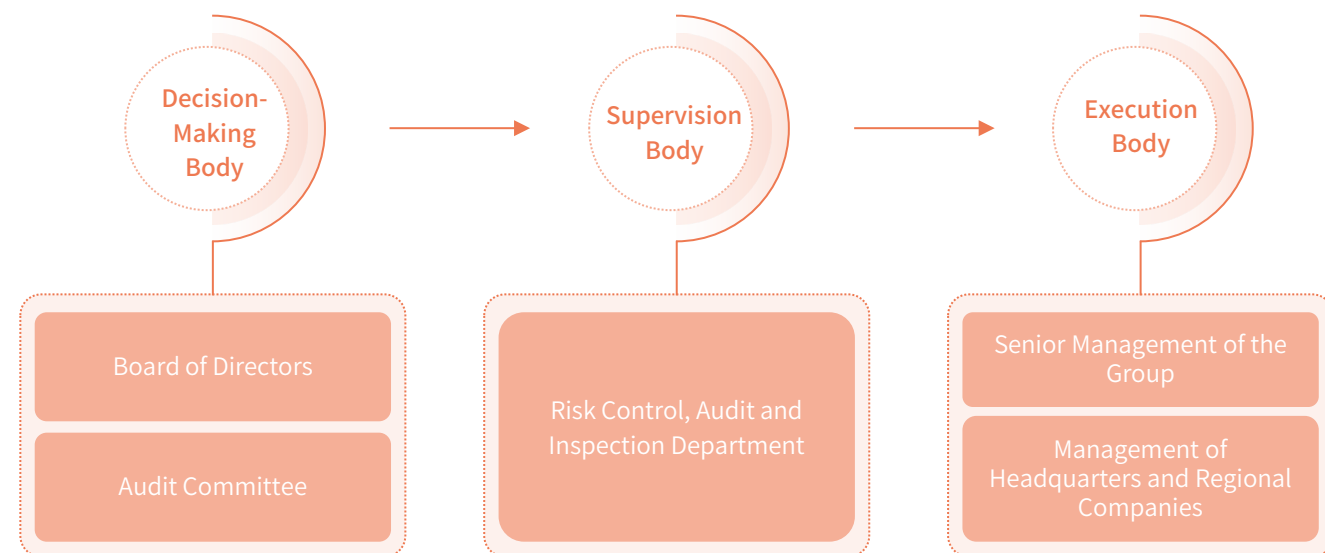 Decision-
Making
Body
Board of Directors
Audit Committee
Supervision
Body
Risk Control, Audit and
Inspection Department
Execution
Body
Senior Management of the
Group
Management of
Headquarters and Regional
Companies